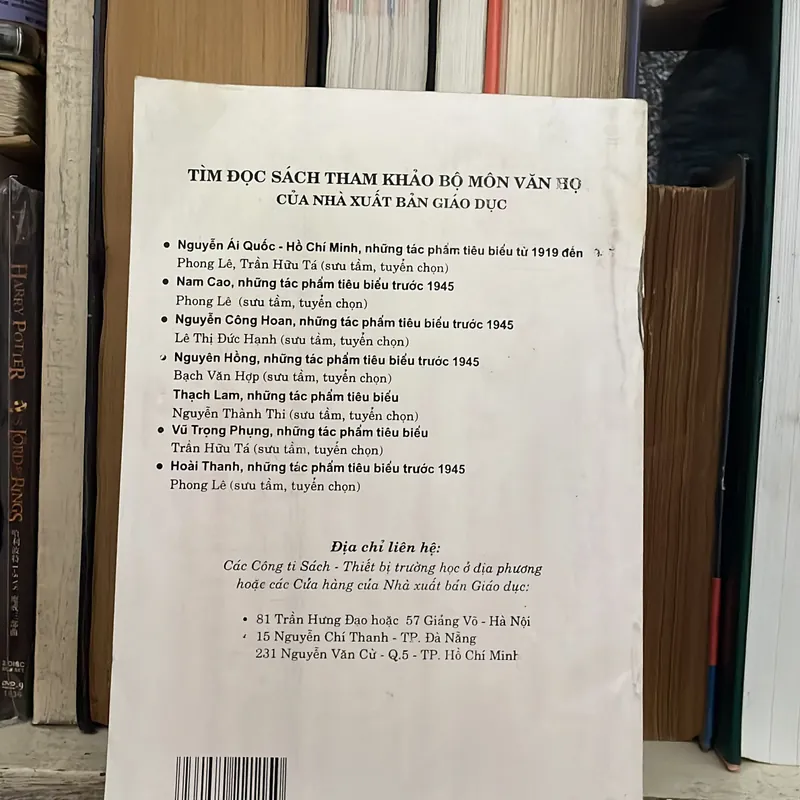 TÌM ĐỌC SÁCH THAM KHẢO BỘ MÔN VĂN HỌ
CỦA NHÀ XUẤT BẢN GIÁO DỤC
• Nguyễn Ái Quốc - Hồ Chí Minh, những tác phẩm tiêu biểu từ 1919 đến
Phong Lê, Trần Hữu Tá (sưu tầm, tuyển chọn)
• Nam Cao, những tác phẩm tiêu biểu trước 1945
Phong Lê (sưu tầm, tuyển chọn)
• Nguyễn Công Hoan, những tác phẩm tiêu biểu trước 1945
Lê Thị Đức Hạnh (sưu tầm, tuyển chọn)
• Nguyên Hồng, những tác phẩm tiêu biểu trước 1945
Bạch Văn Hợp (sưu tầm, tuyển chọn)
Thạch Lam, những tác phẩm tiêu biểu
Nguyễn Thành Thi (sưu tầm, tuyển chọn)
• Vũ Trọng Phụng, những tác phẩm tiêu biểu
Trần Hữu Tá (sưu tầm, tuyển chọn)
• Hoài Thanh, những tác phẩm tiêu biểu trước 1945
Phong Lê (sưu tầm, tuyển chọn)
Địa chỉ liên hệ:
Các Công ti Sách - Thiết bị trường học ở địa phương
hoặc các Cửa hàng của Nhà xuất bản Giáo dục:
• 81 Trần Hưng Đạo hoặc 57 Giảng Võ - Hà Nội
• 15 Nguyễn Chí Thanh - TP. Đà Nẵng
231 Nguyễn Văn Cừ - Q.5 - TP. Hồ Chí Minh
HARRY POTTER
LORD OF RINGS